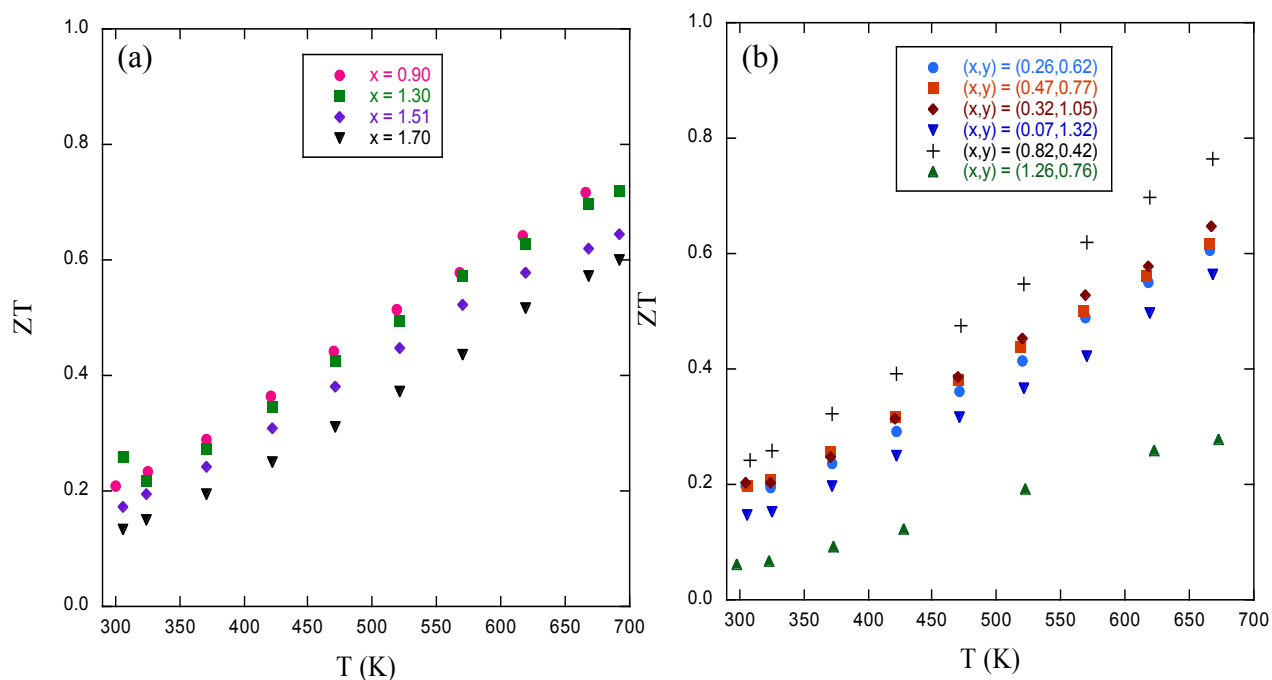 (a)
x = 0.90
x = 1.30
x = 1.51
x = 1.70
1.0
0.8
0.6
0.4
0.2
0.0
ZT
300 350 400 450 500 550 600 650 700
T (K)
(b)
(x,y) = (0.26,0.62)
(x,y) = (0.47,0.77)
(x,y) = (0.32,1.05)
(x,y) = (0.07,1.32)
(x,y) = (0.82,0.42)
(x,y) = (1.26,0.76)
1.0
0.8
0.6
0.4
0.2
0.0
ZT
300 350 400 450 500 550 600 650 700
T (K)